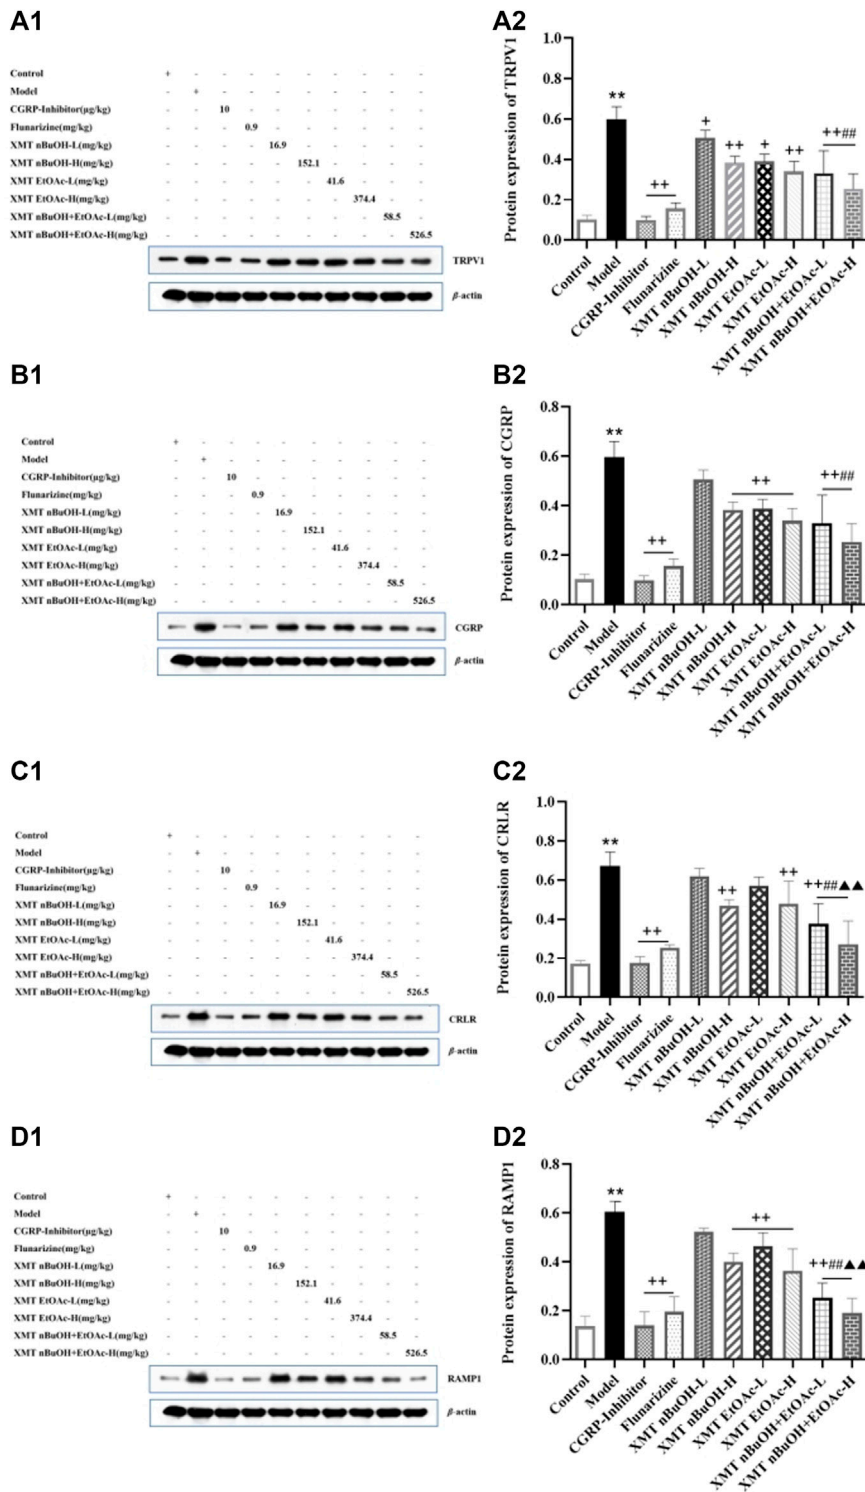 A1
Control + - - - - - - - - -
Model - + - - - - - - - -
CGRP-Inhibitor(μg/kg) - - 10 - - - - - - -
Flunarizine(mg/kg) - - - 0.9 - - - - - -
XMT nBuOH-L(mg/kg) - - - - 16.9 - - - - -
XMT nBuOH-H(mg/kg) - - - - - 152.1 - - - -
XMT EtOAc-L(mg/kg) - - - - - - 41.6 - - -
XMT EtOAc-H(mg/kg) - - - - - - - 374.4 - -
XMT nBuOH+EtOAc-L(mg/kg) - - - - - - - - 58.5 -
XMT nBuOH+EtOAc-H(mg/kg) - - - - - - - - - 526.5
TRPV1
β-actin
A2
Protein expression of TRPV1
1.0
0.8
0.6
0.4
0.2
0.0
**
++
+
++
+
++
++##
Control
Model
CGRP-Inhibitor
Flunarizine
XMT nBuOH-L
XMT nBuOH-H
XMT EtOAc-L
XMT EtOAc-H
XMT nBuOH+EtOAc-L
XMT nBuOH+EtOAc-H
B1
Control + - - - - - - - - -
Model - + - - - - - - - -
CGRP-Inhibitor(μg/kg) - - 10 - - - - - - -
Flunarizine(mg/kg) - - - 0.9 - - - - - -
XMT nBuOH-L(mg/kg) - - - - 16.9 - - - - -
XMT nBuOH-H(mg/kg) - - - - - 152.1 - - - -
XMT EtOAc-L(mg/kg) - - - - - - 41.6 - - -
XMT EtOAc-H(mg/kg) - - - - - - - 374.4 - -
XMT nBuOH+EtOAc-L(mg/kg) - - - - - - - - 58.5 -
XMT nBuOH+EtOAc-H(mg/kg) - - - - - - - - - 526.5
CGRP
β-actin
B2
Protein expression of CGRP
0.8
0.6
0.4
0.2
0.0
**
++
++
++##
Control
Model
CGRP-Inhibitor
Flunarizine
XMT nBuOH-L
XMT nBuOH-H
XMT EtOAc-L
XMT EtOAc-H
XMT nBuOH+EtOAc-L
XMT nBuOH+EtOAc-H
C1
Control + - - - - - - - - -
Model - + - - - - - - - -
CGRP-Inhibitor(μg/kg) - - 10 - - - - - - -
Flunarizine(mg/kg) - - - 0.9 - - - - - -
XMT nBuOH-L(mg/kg) - - - - 16.9 - - - - -
XMT nBuOH-H(mg/kg) - - - - - 152.1 - - - -
XMT EtOAc-L(mg/kg) - - - - - - 41.6 - - -
XMT EtOAc-H(mg/kg) - - - - - - - 374.4 - -
XMT nBuOH+EtOAc-L(mg/kg) - - - - - - - - 58.5 -
XMT nBuOH+EtOAc-H(mg/kg) - - - - - - - - - 526.5
CRLR
β-actin
C2
Protein expression of CRLR
1.0
0.8
0.6
0.4
0.2
0.0
**
++
++
++
++##▲▲
Control
Model
CGRP-Inhibitor
Flunarizine
XMT nBuOH-L
XMT nBuOH-H
XMT EtOAc-L
XMT EtOAc-H
XMT nBuOH+EtOAc-L
XMT nBuOH+EtOAc-H
D1
Control + - - - - - - - - -
Model - + - - - - - - - -
CGRP-Inhibitor(μg/kg) - - 10 - - - - - - -
Flunarizine(mg/kg) - - - 0.9 - - - - - -
XMT nBuOH-L(mg/kg) - - - - 16.9 - - - - -
XMT nBuOH-H(mg/kg) - - - - - 152.1 - - - -
XMT EtOAc-L(mg/kg) - - - - - - 41.6 - - -
XMT EtOAc-H(mg/kg) - - - - - - - 374.4 - -
XMT nBuOH+EtOAc-L(mg/kg) - - - - - - - - 58.5 -
XMT nBuOH+EtOAc-H(mg/kg) - - - - - - - - - 526.5
RAMP1
β-actin
D2
Protein expression of RAMP1
0.8
0.6
0.4
0.2
0.0
**
++
++
++##▲▲
Control
Model
CGRP-Inhibitor
Flunarizine
XMT nBuOH-L
XMT nBuOH-H
XMT EtOAc-L
XMT EtOAc-H
XMT nBuOH+EtOAc-L
XMT nBuOH+EtOAc-H